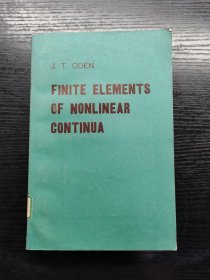 J. T. ODEN
FINITE ELEMENTS
OF NONLINEAR
CONTINUA